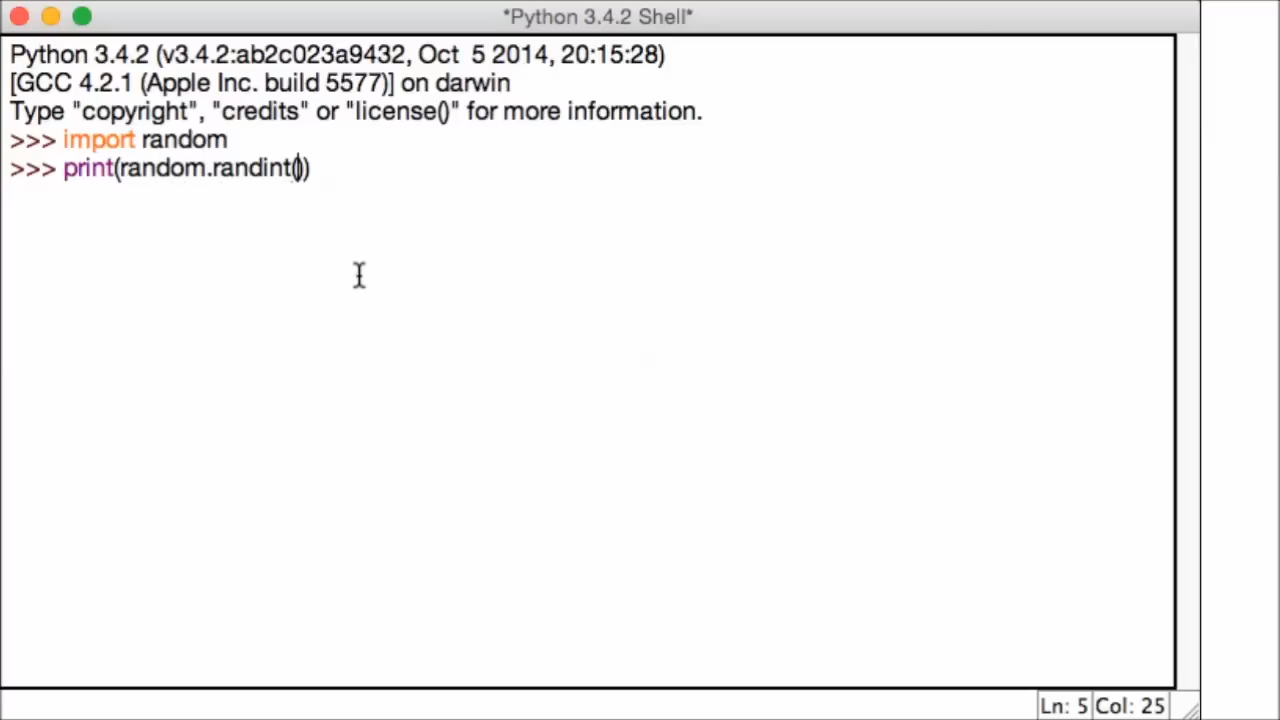 *Python 3.4.2 Shell*
Python 3.4.2 (v3.4.2:ab2c023a9432, Oct  5 2014, 20:15:28)
[GCC 4.2.1 (Apple Inc. build 5577)] on darwin
Type "copyright", "credits" or "license()" for more information.
>>> import random
>>> print(random.randint())
Ln: 5 Col: 25